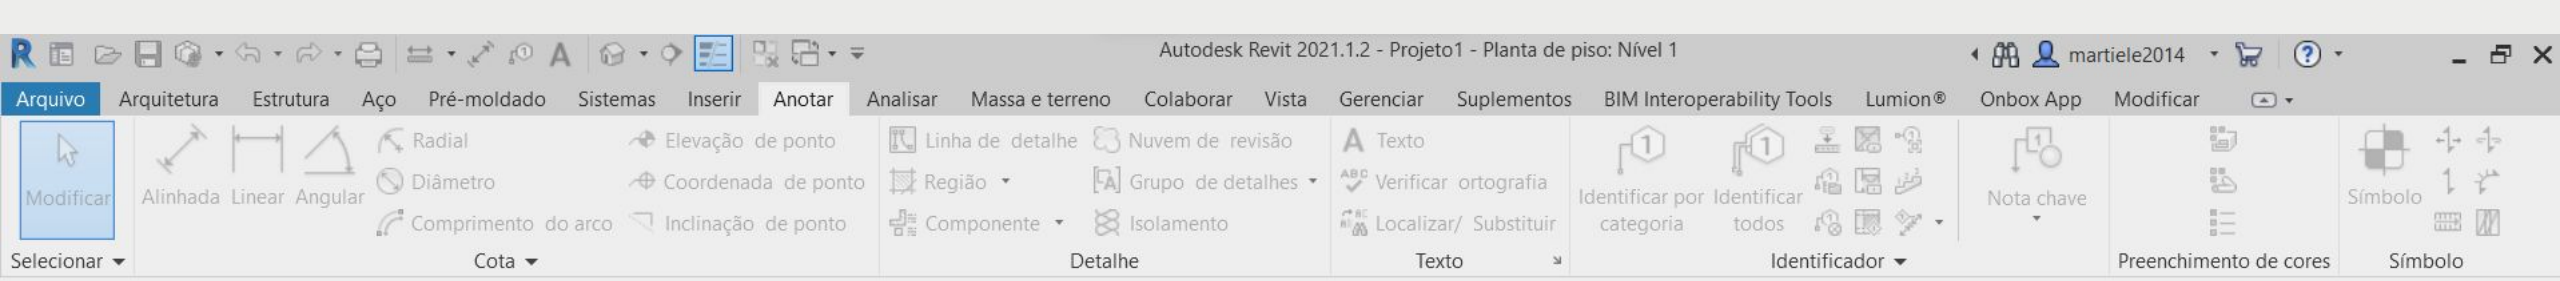 R A Autodesk Revit 2021.1.2 - Projeto1 - Planta de piso: Nível 1 martiele2014 ?
Arquivo Arquitetura Estrutura Aço Pré-moldado Sistemas Inserir Anotar Analisar Massa e terreno Colaborar Vista Gerenciar Suplementos BIM Interoperability Tools Lumion® Onbox App Modificar
Modificar
Alinhada Linear Angular
Radial
Diâmetro
Comprimento do arco
Elevação de ponto
Coordenada de ponto
Inclinação de ponto
Linha de detalhe
Região
Componente
Nuvem de revisão
[A] Grupo de detalhes
Isolamento
A Texto
ABC Verificar ortografia
Localizar/ Substituir
1
Identificar por
categoria
1
Identificar
todos
1
Nota chave
Símbolo
Selecionar Cota Detalhe Texto Identificador Preenchimento de cores Símbolo